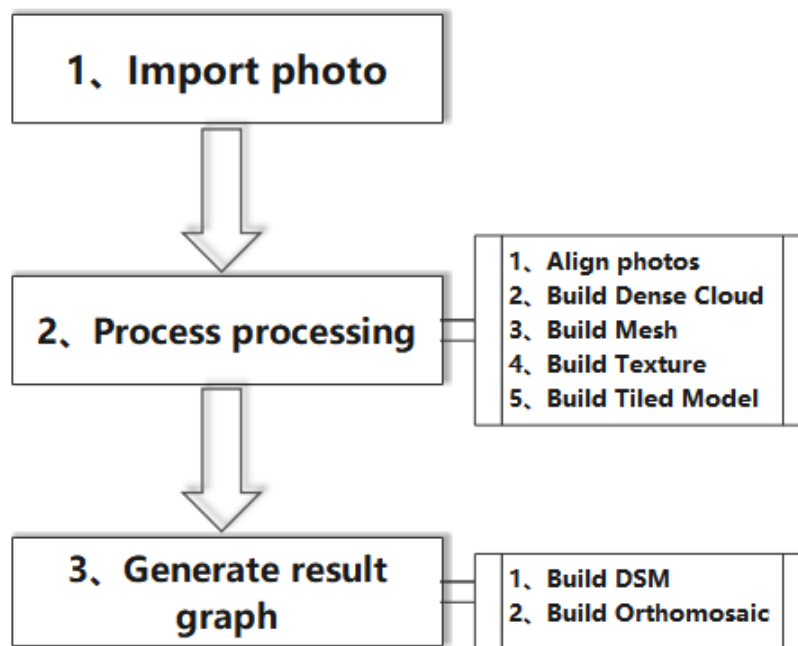 1、Import photo
2、Process processing
1、Align photos
2、Build Dense Cloud
3、Build Mesh
4、Build Texture
5、Build Tiled Model
3、Generate result
graph
1、Build DSM
2、Build Orthomosaic